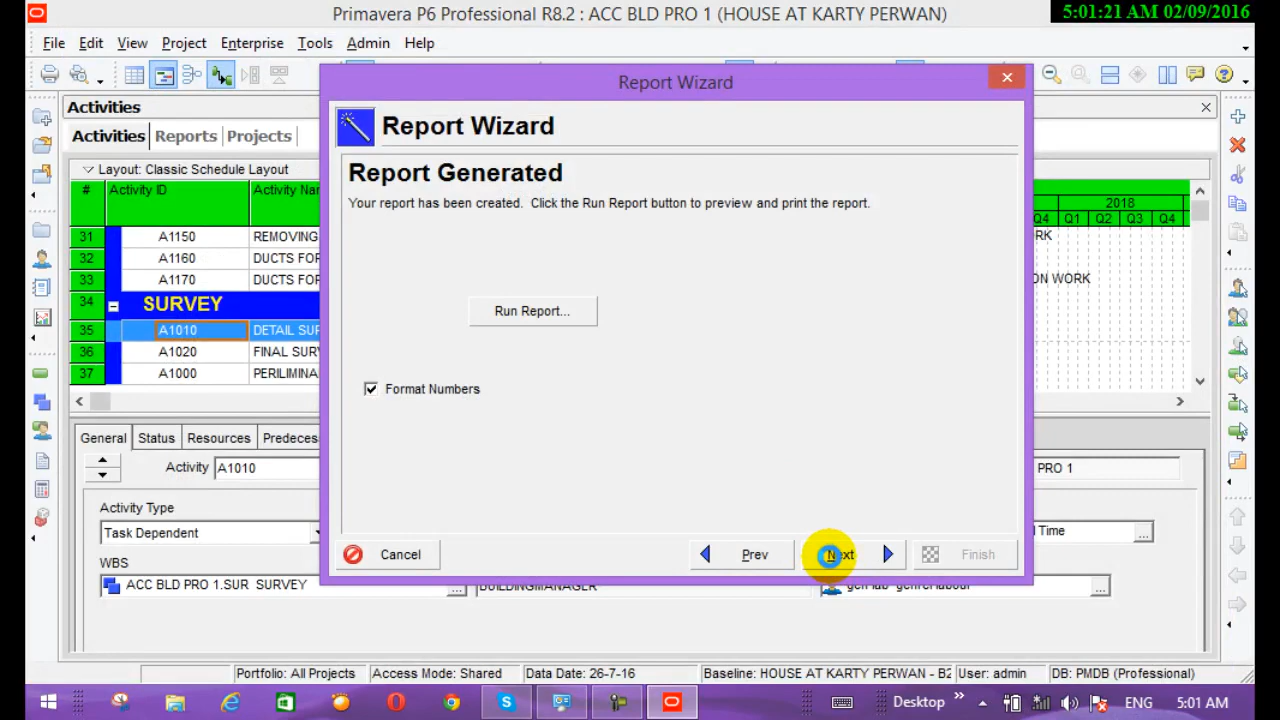 Primavera P6 Professional R8.2 : ACC BLD PRO 1 (HOUSE AT KARTY PERWAN)
5:01:21 AM 02/09/2016
File Edit View Project Enterprise Tools Admin Help
Report Wizard
Activities
Activities Reports Projects
Report Wizard
Layout: Classic Schedule Layout
Report Generated
Your report has been created. Click the Run Report button to preview and print the report.
# Activity ID Activity Nar
2018
Q4 Q1 Q2 Q3 Q4
31 A1150 REMOVING
RK
32 A1160 DUCTS FOR
33 A1170 DUCTS FOR
ON WORK
34 SURVEY
Run Report...
35 A1010 DETAIL SUR
36 A1020 FINAL SURV
37 A1000 PERILIMINA
Format Numbers
General Status Resources Predeces
Activity A1010
PRO 1
Activity Type
Task Dependent
Time
Cancel Prev Next Finish
WBS
ACC BLD PRO 1.SUR SURVEY
...
BUILDINGMANAGER
Portfolio: All Projects Access Mode: Shared Data Date: 26-7-16 Baseline: HOUSE AT KARTY PERWAN - B2 User: admin DB: PMDB (Professional)
Desktop ENG 5:01 AM